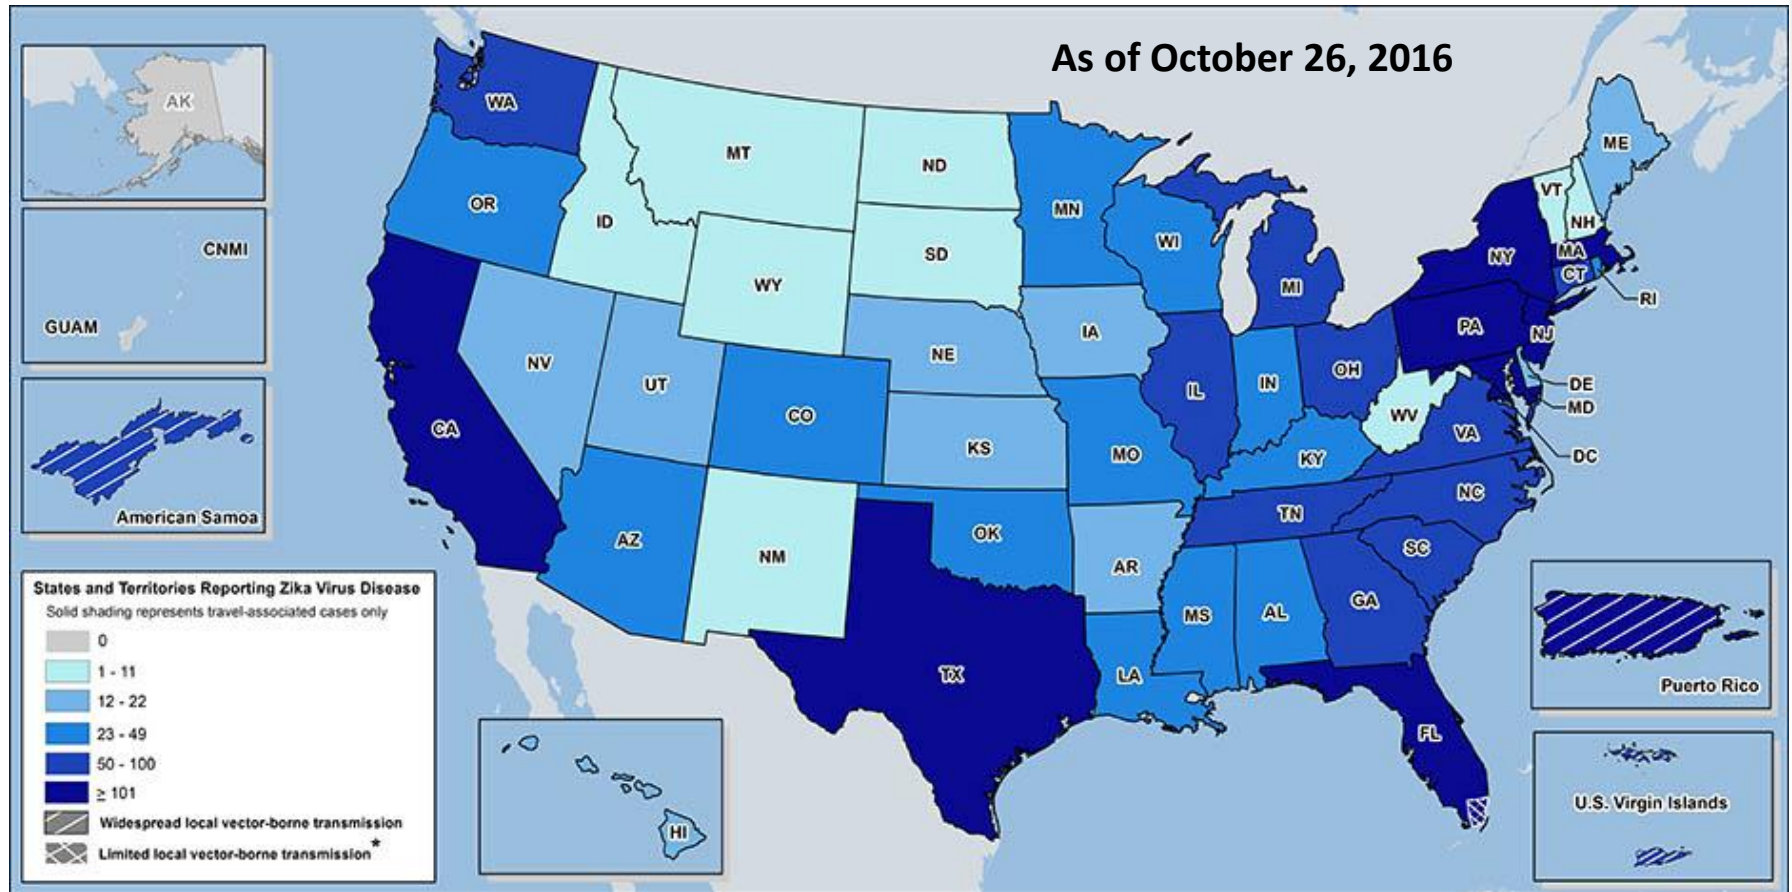 As of October 26, 2016
AK
CNMI
GUAM
American Samoa
States and Territories Reporting Zika Virus Disease
Solid shading represents travel-associated cases only
0
1 - 11
12 - 22
23 - 49
50 - 100
≥ 101
Widespread local vector-borne transmission
Limited local vector-borne transmission*
WA
MT
ND
MN
ME
VT
NH
OR
ID
SD
WI
MI
NY
MA
CT
RI
WY
NV
UT
NE
IA
PA
NJ
IL
IN
OH
DE
MD
CA
CO
KS
MO
WV
VA
DC
KY
AZ
NM
OK
AR
TN
NC
SC
MS
AL
GA
TX
LA
FL
HI
Puerto Rico
U.S. Virgin Islands